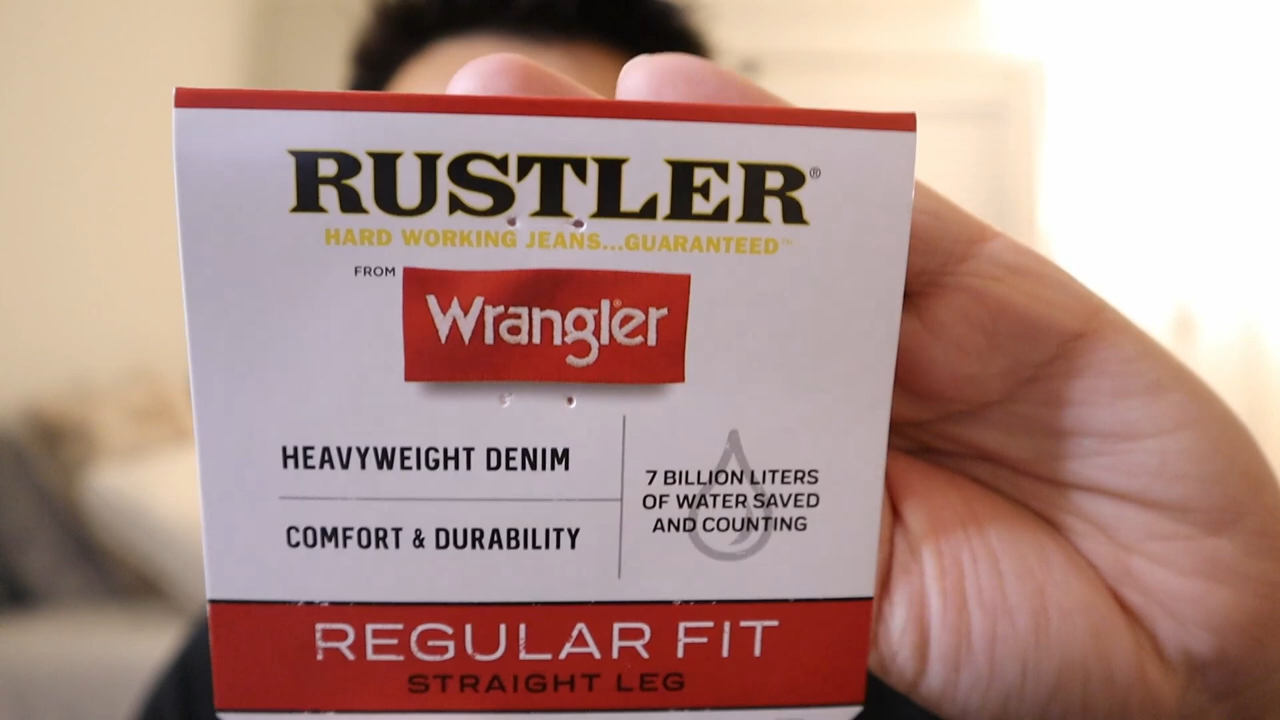 RUSTLER®
HARD WORKING JEANS...GUARANTEED™
FROM
Wrangler®
HEAVYWEIGHT DENIM
COMFORT & DURABILITY
7 BILLION LITERS
OF WATER SAVED
AND COUNTING
REGULAR FIT
STRAIGHT LEG